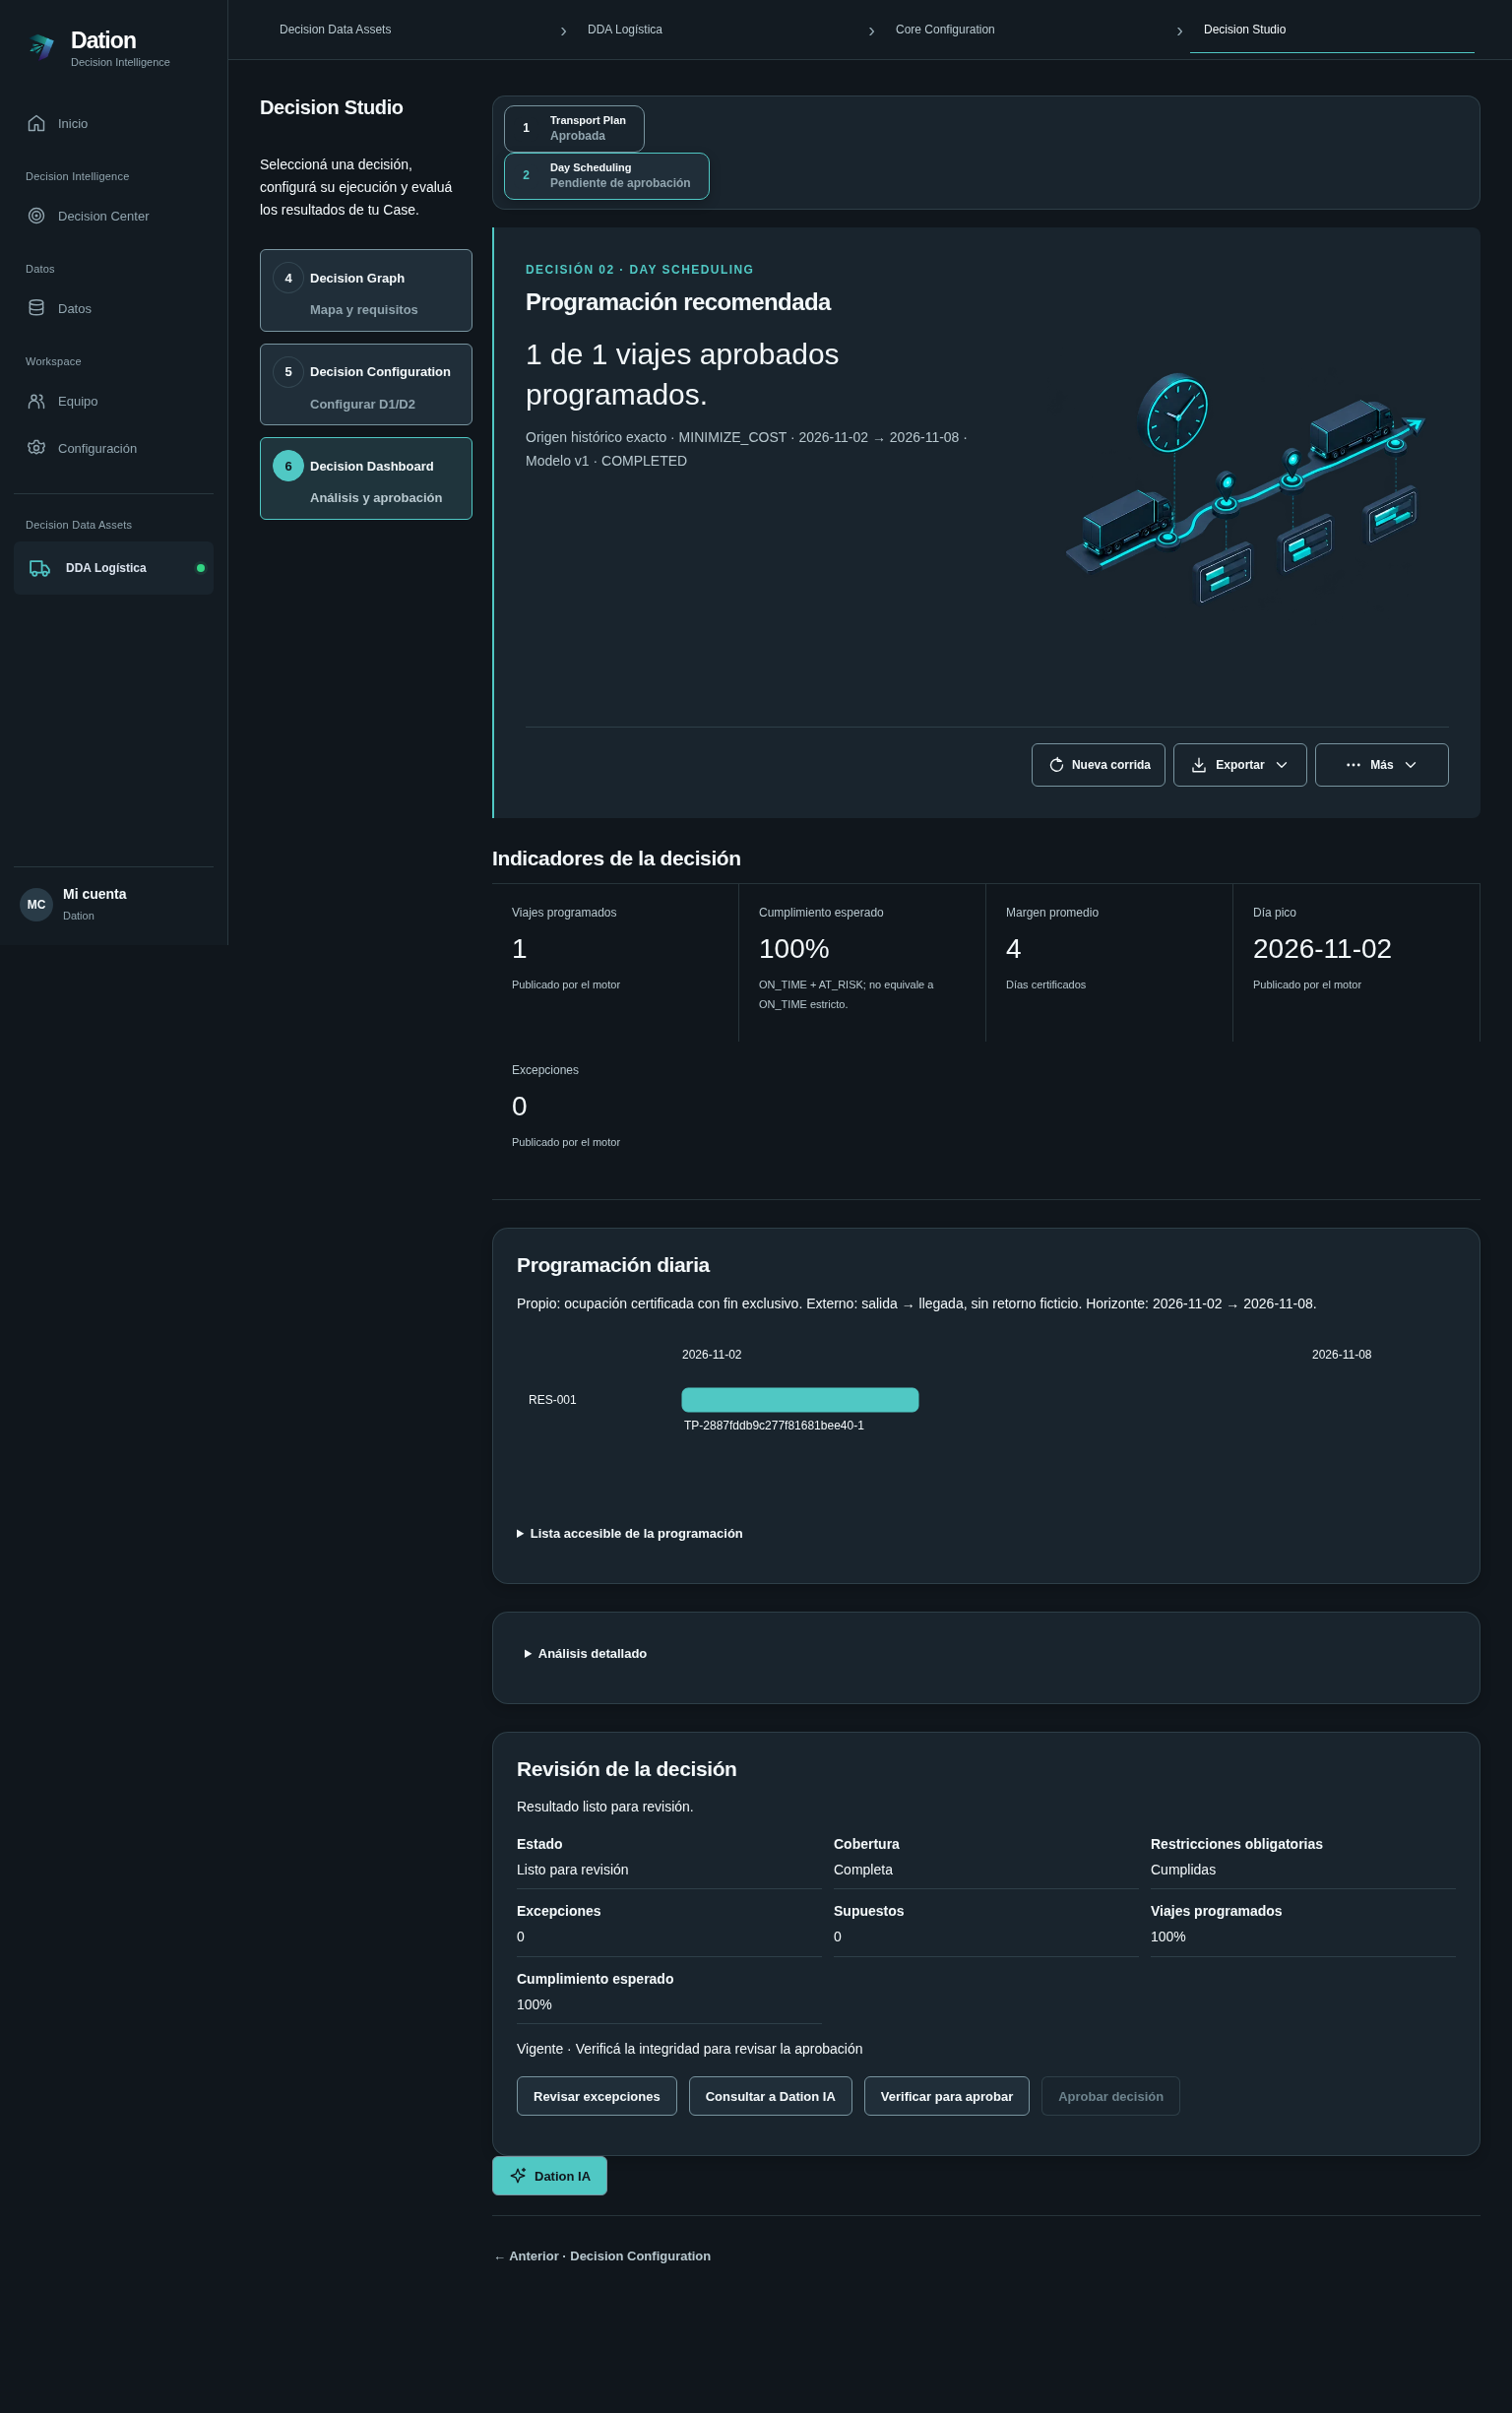 Dation
Decision Intelligence
Inicio
Decision Intelligence
Decision Center
Datos
Datos
Workspace
Equipo
Configuración
Decision Data Assets
DDA Logística
MC
Mi cuenta
Dation
Decision Data Assets
DDA Logística
Core Configuration
Decision Studio
Decision Studio
Seleccioná una decisión,
configurá su ejecución y evaluá
los resultados de tu Case.
4
Decision Graph
Mapa y requisitos
5
Decision Configuration
Configurar D1/D2
6
Decision Dashboard
Análisis y aprobación
1
Transport Plan
Aprobada
2
Day Scheduling
Pendiente de aprobación
DECISIÓN 02 · DAY SCHEDULING
Programación recomendada
1 de 1 viajes aprobados
programados.
Origen histórico exacto · MINIMIZE_COST · 2026-11-02 → 2026-11-08 ·
Modelo v1 · COMPLETED
Nueva corrida
Exportar
Más
Indicadores de la decisión
Viajes programados
1
Publicado por el motor
Cumplimiento esperado
100%
ON_TIME + AT_RISK; no equivale a
ON_TIME estricto.
Margen promedio
4
Días certificados
Día pico
2026-11-02
Publicado por el motor
Excepciones
0
Publicado por el motor
Programación diaria
Propio: ocupación certificada con fin exclusivo. Externo: salida → llegada, sin retorno ficticio. Horizonte: 2026-11-02 → 2026-11-08.
2026-11-02
2026-11-08
RES-001
TP-2887fddb9c277f81681bee40-1
Lista accesible de la programación
Análisis detallado
Revisión de la decisión
Resultado listo para revisión.
Estado
Listo para revisión
Cobertura
Completa
Restricciones obligatorias
Cumplidas
Excepciones
0
Supuestos
0
Viajes programados
100%
Cumplimiento esperado
100%
Vigente · Verificá la integridad para revisar la aprobación
Revisar excepciones
Consultar a Dation IA
Verificar para aprobar
Aprobar decisión
Dation IA
← Anterior · Decision Configuration